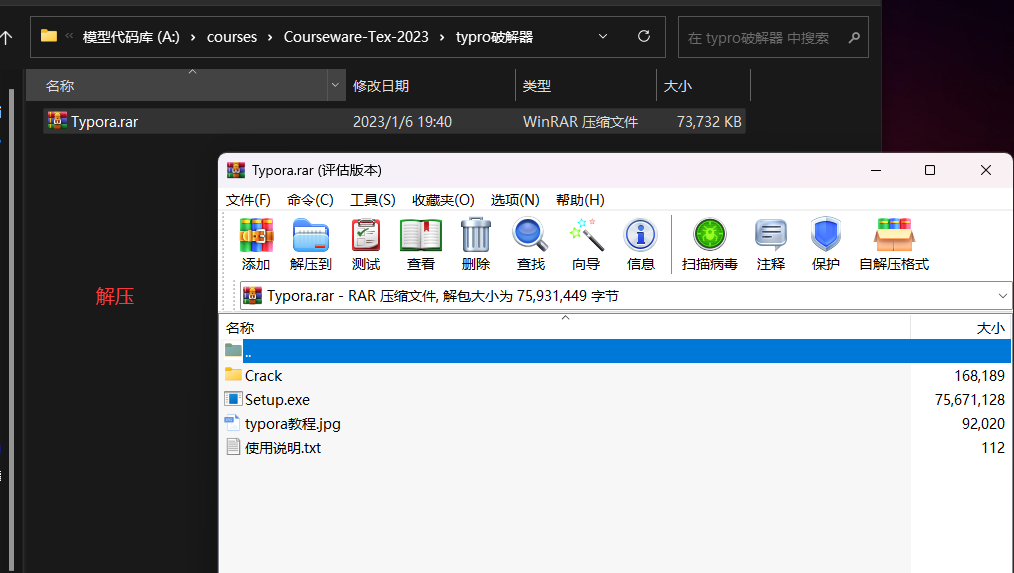 模型代码库 (A:) › courses › Courseware-Tex-2023 › typro破解器
在 typro破解器 中搜索
名称 修改日期 类型 大小
Typora.rar 2023/1/6 19:40 WinRAR 压缩文件 73,732 KB
Typora.rar (评估版本)
文件(F) 命令(C) 工具(S) 收藏夹(O) 选项(N) 帮助(H)
添加 解压到 测试 查看 删除 查找 向导 信息 扫描病毒 注释 保护 自解压格式
解压
Typora.rar - RAR 压缩文件, 解包大小为 75,931,449 字节
名称 大小
..
Crack 168,189
Setup.exe 75,671,128
typora教程.jpg 92,020
使用说明.txt 112